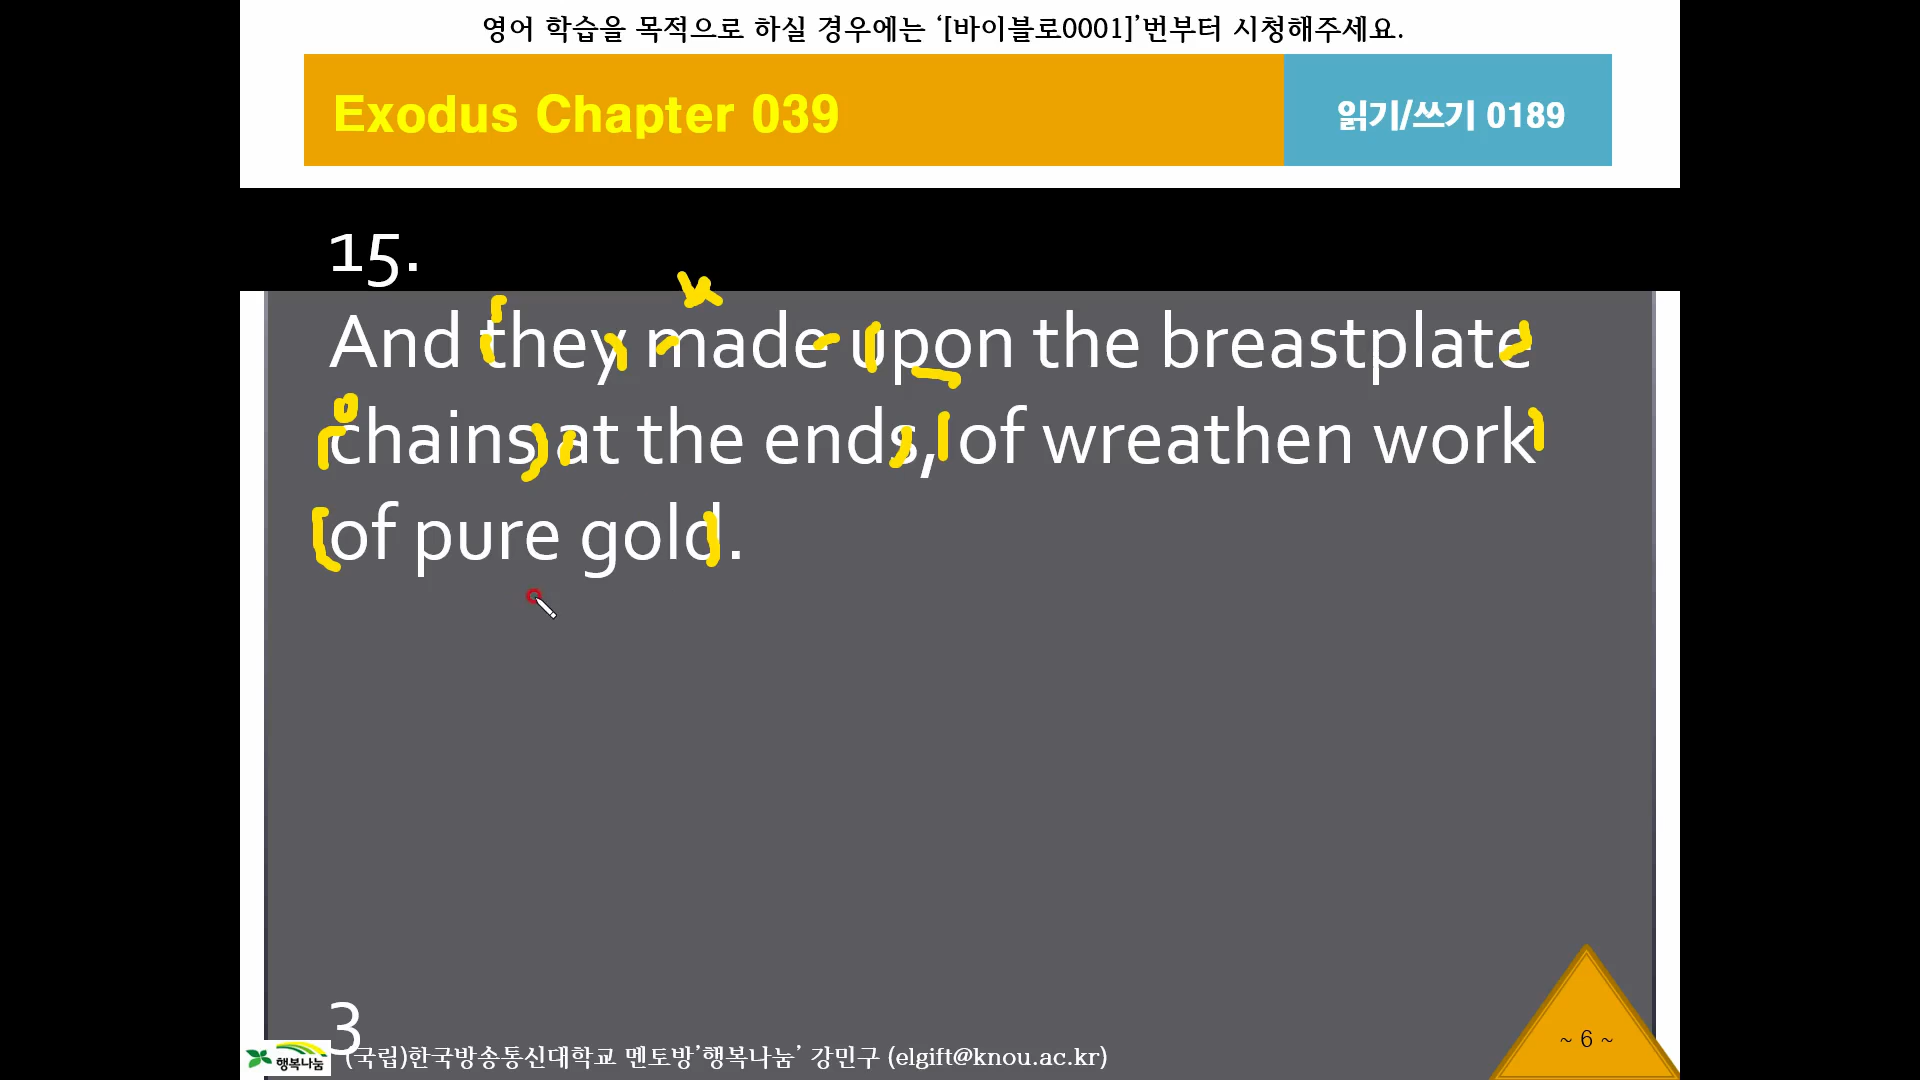 영어 학습을 목적으로 하실 경우에는 ‘[바이블로0001]’번부터 시청해주세요.
Exodus Chapter 039
읽기/쓰기 0189
15.
And they made upon the breastplate
chains at the ends, of wreathen work
of pure gold.
3
행복나눔
(국립)한국방송통신대학교 멘토방’행복나눔’ 강민구 (elgift@knou.ac.kr)
~ 6 ~